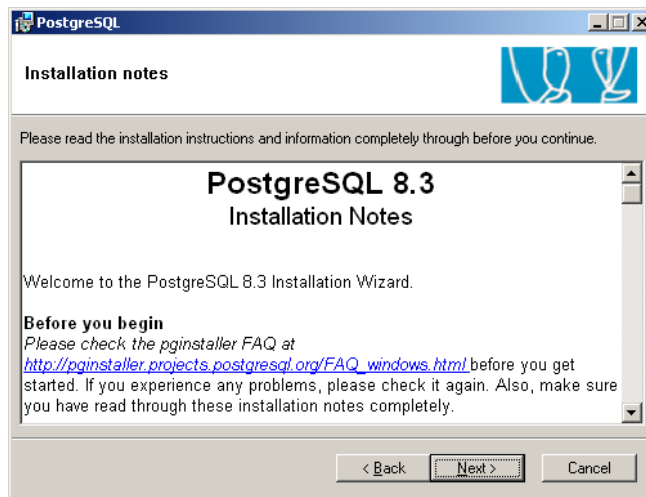 PostgreSQL
Installation notes
Please read the installation instructions and information completely through before you continue.
PostgreSQL 8.3
Installation Notes
Welcome to the PostgreSQL 8.3 Installation Wizard.
Before you begin
Please check the pginstaller FAQ at
http://pginstaller.projects.postgresql.org/FAQ_windows.html before you get
started. If you experience any problems, please check it again. Also, make sure
you have read through these installation notes completely.
< Back
Next >
Cancel